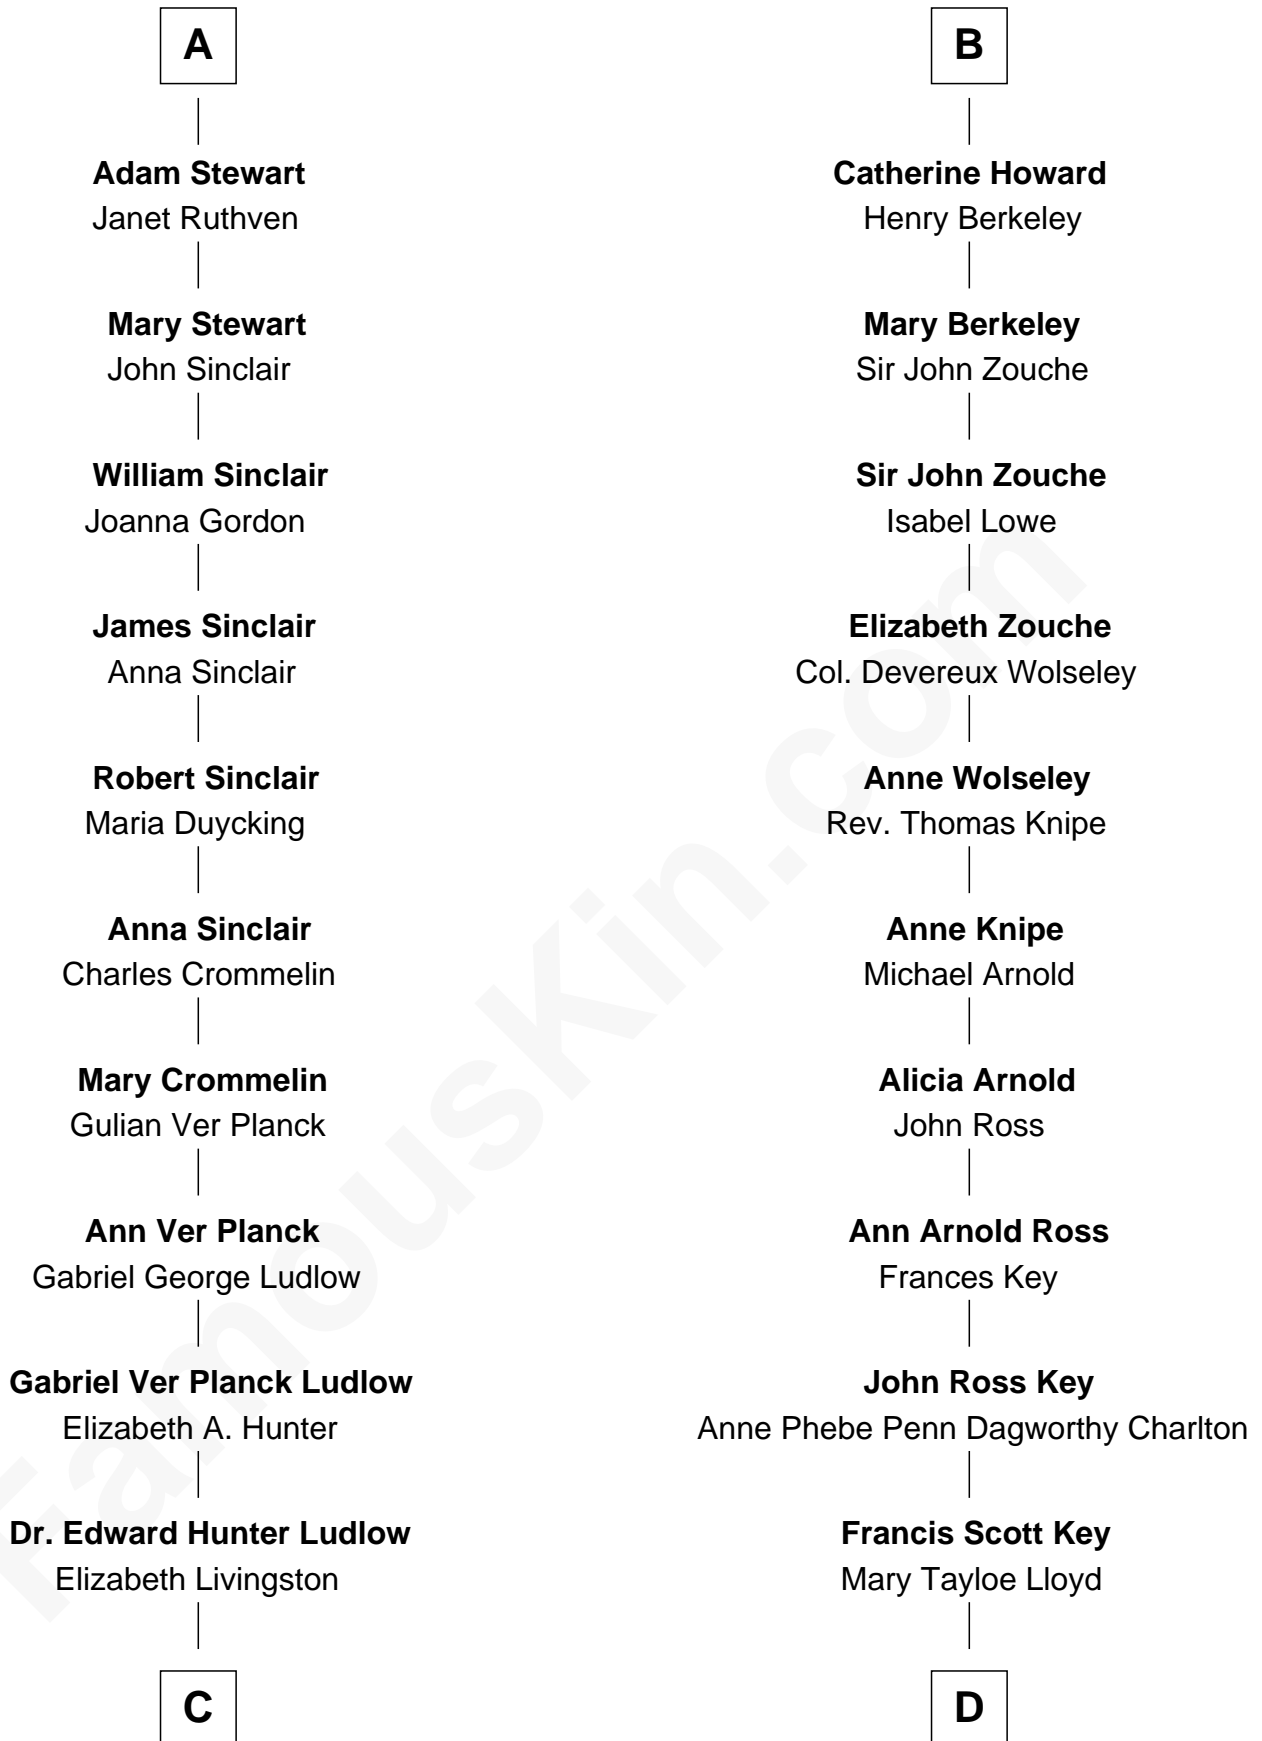 A
Adam Stewart
Janet Ruthven
Mary Stewart
John Sinclair
William Sinclair
Joanna Gordon
James Sinclair
Anna Sinclair
Robert Sinclair
Maria Duycking
Anna Sinclair
Charles Crommelin
Mary Crommelin
Gulian Ver Planck
Ann Ver Planck
Gabriel George Ludlow
Gabriel Ver Planck Ludlow
Elizabeth A. Hunter
Dr. Edward Hunter Ludlow
Elizabeth Livingston
C
B
Catherine Howard
Henry Berkeley
Mary Berkeley
Sir John Zouche
Sir John Zouche
Isabel Lowe
Elizabeth Zouche
Col. Devereux Wolseley
Anne Wolseley
Rev. Thomas Knipe
Anne Knipe
Michael Arnold
Alicia Arnold
John Ross
Ann Arnold Ross
Frances Key
John Ross Key
Anne Phebe Penn Dagworthy Charlton
Francis Scott Key
Mary Tayloe Lloyd
D
FamousKin.com